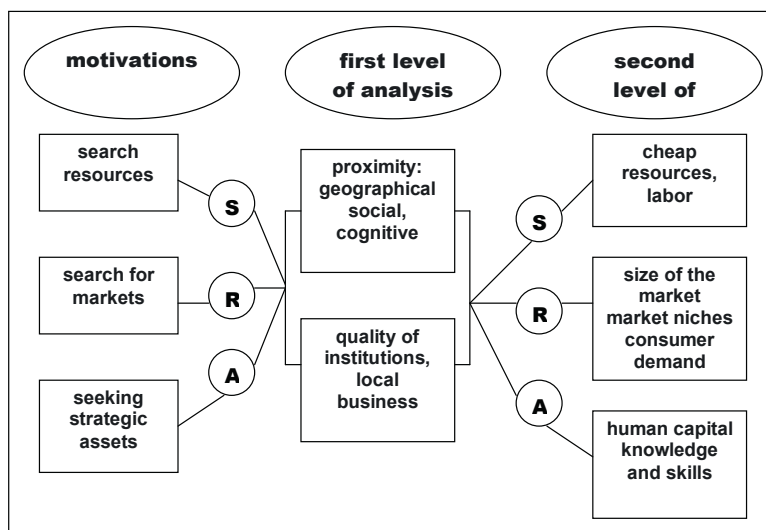 motivations
first level
of analysis
second
level of
search
resources
S
search for
markets
R
seeking
strategic
assets
A
proximity:
geographical
social,
cognitive
quality of
institutions,
local
business
S
cheap
resources,
labor
R
size of the
market
market niches
consumer
demand
A
human capital
knowledge
and skills